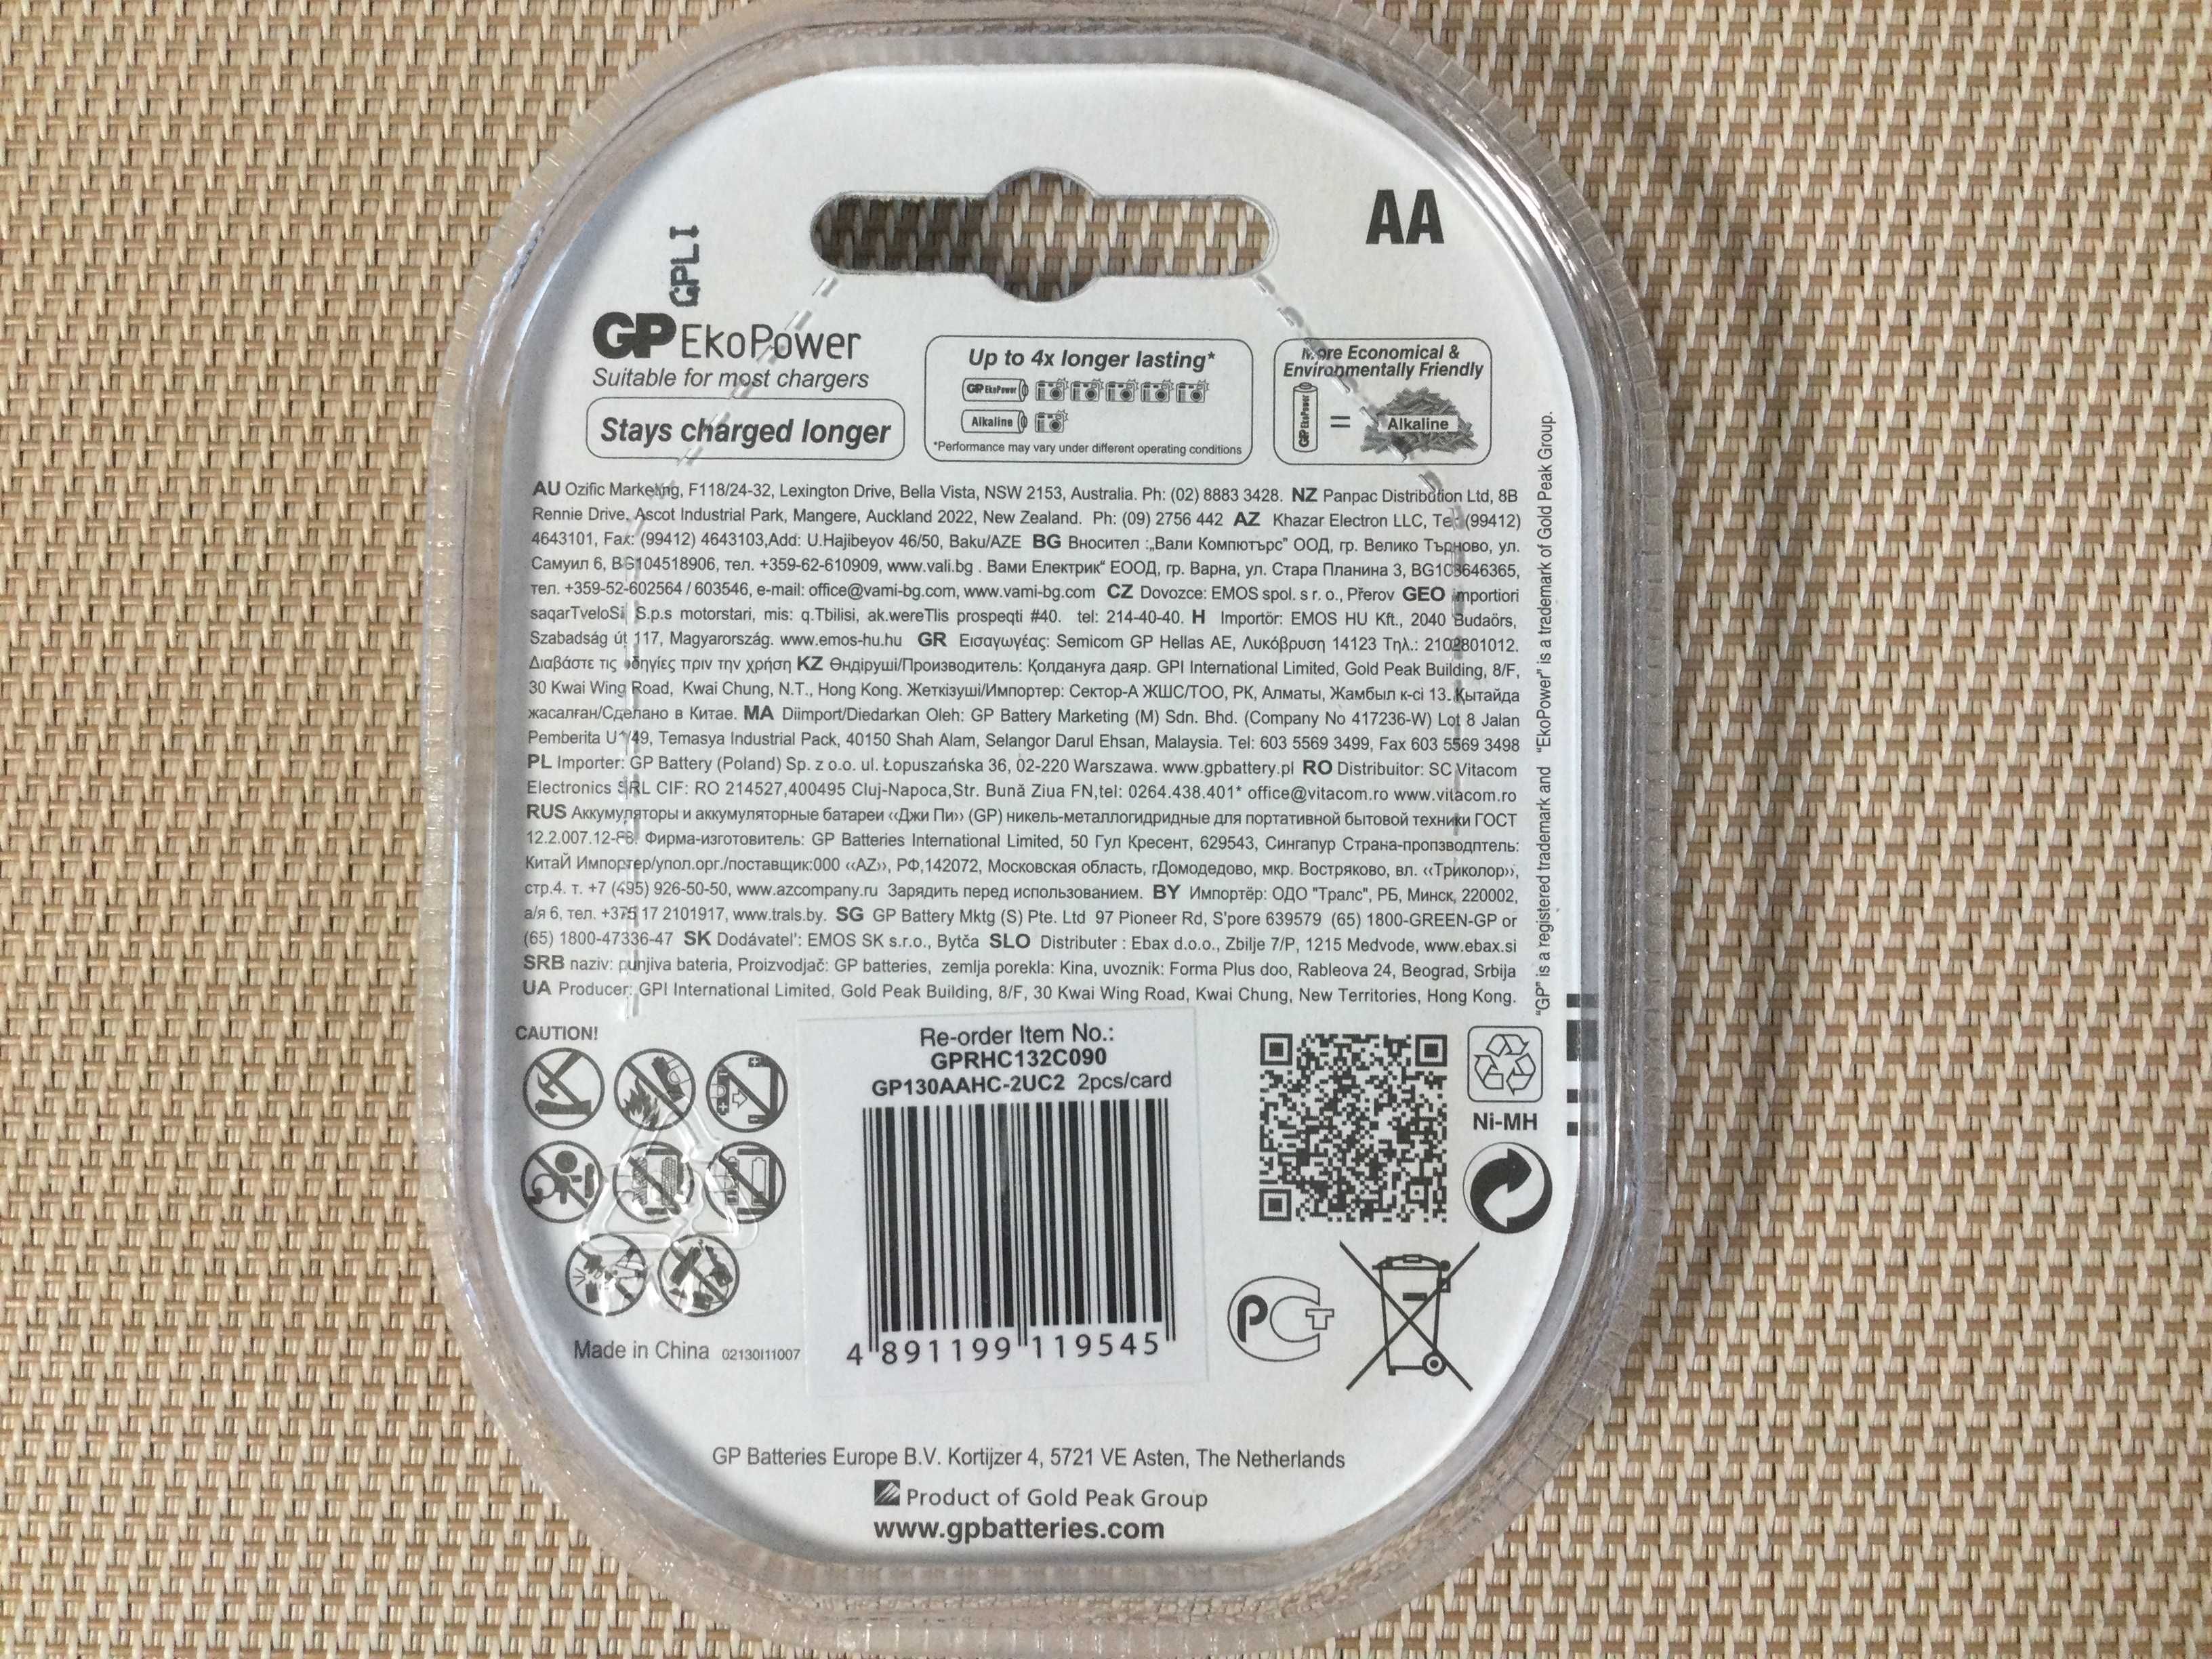 AA
GPLI
GP EkoPower
Suitable for most chargers
Stays charged longer
Up to 4x longer lasting*
GP EkoPower
Alkaline
*Performance may vary under different operating conditions
More Economical &
Environmentally Friendly
GP EkoPower
=
Alkaline
AU Ozific Marketing, F118/24-32, Lexington Drive, Bella Vista, NSW 2153, Australia. Ph: (02) 8883 3428. NZ Panpac Distribution Ltd, 8B
Rennie Drive, Ascot Industrial Park, Mangere, Auckland 2022, New Zealand. Ph: (09) 2756 442 AZ Khazar Electron LLC, Tel: (99412)
4643101, Fax: (99412) 4643103,Add: U.Hajibeyov 46/50, Baku/AZE BG Вносител :„Вали Компютърс" ООД, гр. Велико Търново, ул.
Самуил 6, BG104518906, тел. +359-62-610909, www.vali.bg . Вами Електрик" ЕООД, гр. Варна, ул. Стара Планина 3, BG103646365,
тел. +359-52-602564 / 603546, e-mail: office@vami-bg.com, www.vami-bg.com CZ Dovozce: EMOS spol. s r. o., Přerov GEO importiori
saqarTveloSi S.p.s motorstari, mis: q.Tbilisi, ak.wereTlis prospeqti #40. tel: 214-40-40. H Importör: EMOS HU Kft., 2040 Budaörs,
Szabadság út 117, Magyarország. www.emos-hu.hu GR Εισαγωγέας: Semicom GP Hellas AE, Λυκόβρυση 14123 Τηλ.: 2102801012.
Διαβάστε τις οδηγίες πριν την χρήση KZ Өндіруші/Производитель: Қолдануға даяр. GPI International Limited, Gold Peak Building, 8/F,
30 Kwai Wing Road, Kwai Chung, N.T., Hong Kong. Жеткізуші/Импортер: Сектор-А ЖШС/ТОО, РК, Алматы, Жамбыл к-сі 13. Қытайда
жасалған/Сделано в Китае. MA Diimport/Diedarkan Oleh: GP Battery Marketing (M) Sdn. Bhd. (Company No 417236-W) Lot 8 Jalan
Pemberita U1/49, Temasya Industrial Pack, 40150 Shah Alam, Selangor Darul Ehsan, Malaysia. Tel: 603 5569 3499, Fax 603 5569 3498
PL Importer: GP Battery (Poland) Sp. z o.o. ul. Łopuszańska 36, 02-220 Warszawa. www.gpbattery.pl RO Distribuitor: SC Vitacom
Electronics SRL CIF: RO 214527,400495 Cluj-Napoca,Str. Bună Ziua FN,tel: 0264.438.401* office@vitacom.ro www.vitacom.ro
RUS Аккумуляторы и аккумуляторные батареи ‹‹Джи Пи›› (GP) никель-металлогидридные для портативной бытовой техники ГОСТ
12.2.007.12-88. Фирма-изготовитель: GP Batteries International Limited, 50 Гул Кресент, 629543, Сингапур Страна-пропзводптель:
КитаЙ Импортер/упол.орг./поставщик:000 ‹‹AZ››, РФ,142072, Московская область, гДомодедово, мкр. Востряково, вл. ‹‹Триколор››,
стр.4. т. +7 (495) 926-50-50, www.azcompany.ru Зарядить перед использованием. BY Импортёр: ОДО "Тралс", РБ, Минск, 220002,
а/я 6, тел. +375 17 2101917, www.trals.by. SG GP Battery Mktg (S) Pte. Ltd 97 Pioneer Rd, S'pore 639579 (65) 1800-GREEN-GP or
(65) 1800-47336-47 SK Dodávatel': EMOS SK s.r.o., Bytča SLO Distributer : Ebax d.o.o., Zbilje 7/P, 1215 Medvode, www.ebax.si
SRB naziv: punjiva bateria, Proizvodjač: GP batteries, zemlja porekla: Kina, uvoznik: Forma Plus doo, Rableova 24, Beograd, Srbija
UA Producer: GPI International Limited, Gold Peak Building, 8/F, 30 Kwai Wing Road, Kwai Chung, New Territories, Hong Kong.
"GP" is a registered trademark and "EkoPower" is a trademark of Gold Peak Group.
CAUTION!
Re-order Item No.:
GPRHC132C090
GP130AAHC-2UC2 2pcs/card
4 891199 119545
Ni-MH
PCT
Made in China 02130I11007
GP Batteries Europe B.V. Kortijzer 4, 5721 VE Asten, The Netherlands
Product of Gold Peak Group
www.gpbatteries.com